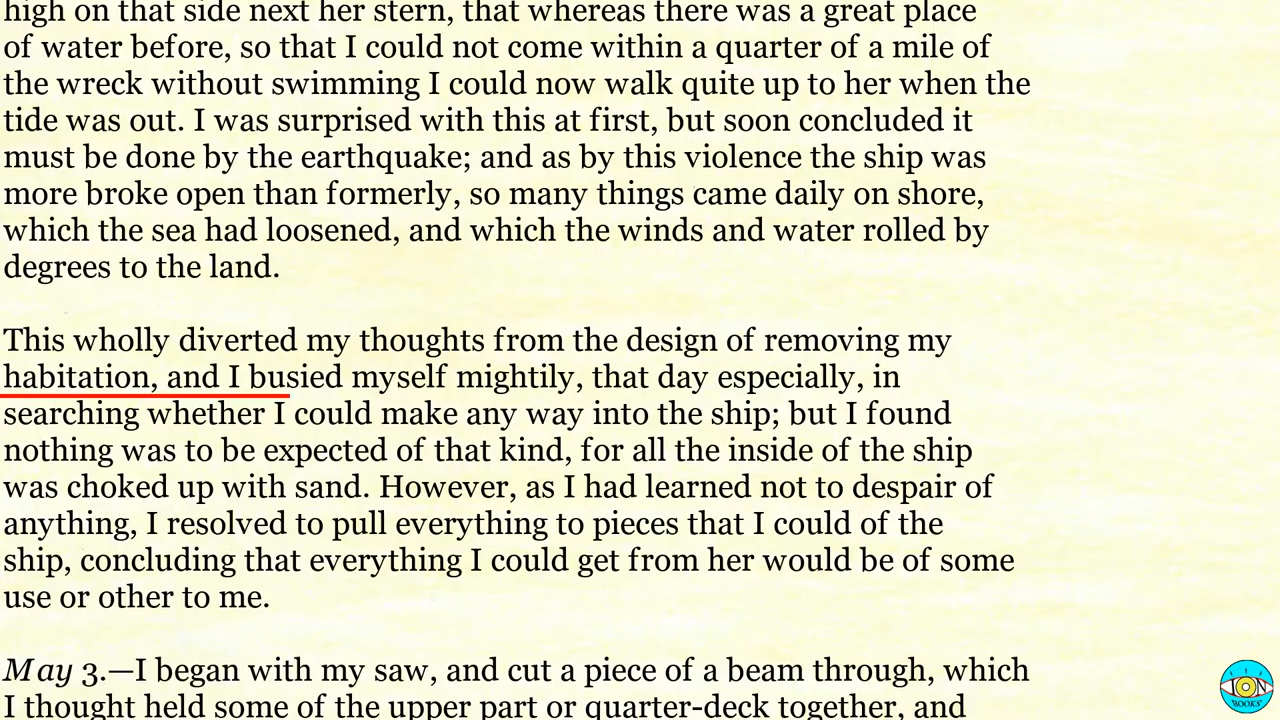 high on that side next her stern, that whereas there was a great place
of water before, so that I could not come within a quarter of a mile of
the wreck without swimming I could now walk quite up to her when the
tide was out. I was surprised with this at first, but soon concluded it
must be done by the earthquake; and as by this violence the ship was
more broke open than formerly, so many things came daily on shore,
which the sea had loosened, and which the winds and water rolled by
degrees to the land.
This wholly diverted my thoughts from the design of removing my
habitation, and I busied myself mightily, that day especially, in
searching whether I could make any way into the ship; but I found
nothing was to be expected of that kind, for all the inside of the ship
was choked up with sand. However, as I had learned not to despair of
anything, I resolved to pull everything to pieces that I could of the
ship, concluding that everything I could get from her would be of some
use or other to me.
May 3.—I began with my saw, and cut a piece of a beam through, which
I thought held some of the upper part or quarter-deck together, and
ION
BOOKS